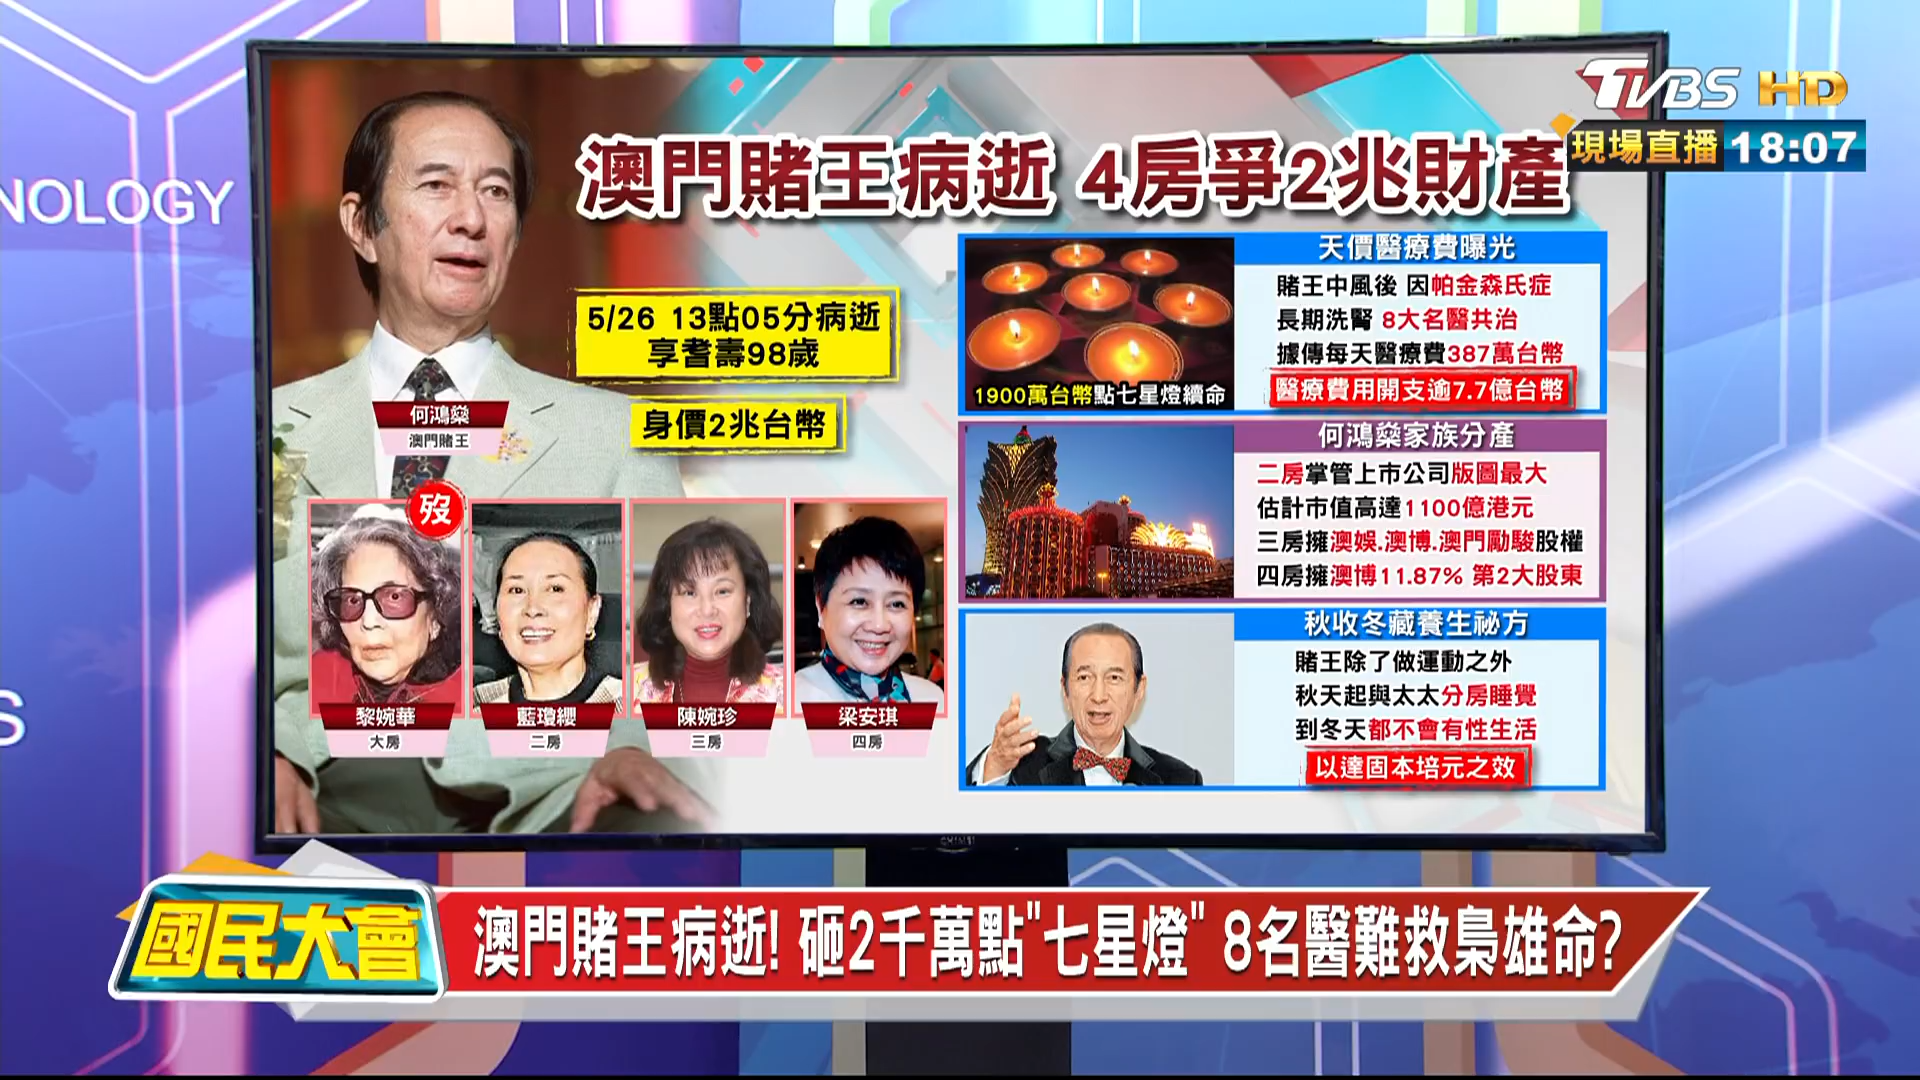 NOLOGY
S
TVBS HD
現場直播 18:07
澳門賭王病逝 4房爭2兆財產
5/26 13點05分病逝
享耆壽98歲
身價2兆台幣
何鴻燊
澳門賭王
歿
黎婉華
大房
藍瓊纓
二房
陳婉珍
三房
梁安琪
四房
天價醫療費曝光
賭王中風後 因帕金森氏症
長期洗腎 8大名醫共治
據傳每天醫療費387萬台幣
醫療費用開支逾7.7億台幣
1900萬台幣點七星燈續命
何鴻燊家族分產
二房掌管上市公司版圖最大
估計市值高達1100億港元
三房擁澳娛.澳博.澳門勵駿股權
四房擁澳博11.87% 第2大股東
秋收冬藏養生祕方
賭王除了做運動之外
秋天起與太太分房睡覺
到冬天都不會有性生活
以達固本培元之效
CHIMEI
國民大會
澳門賭王病逝! 砸2千萬點"七星燈" 8名醫難救梟雄命?